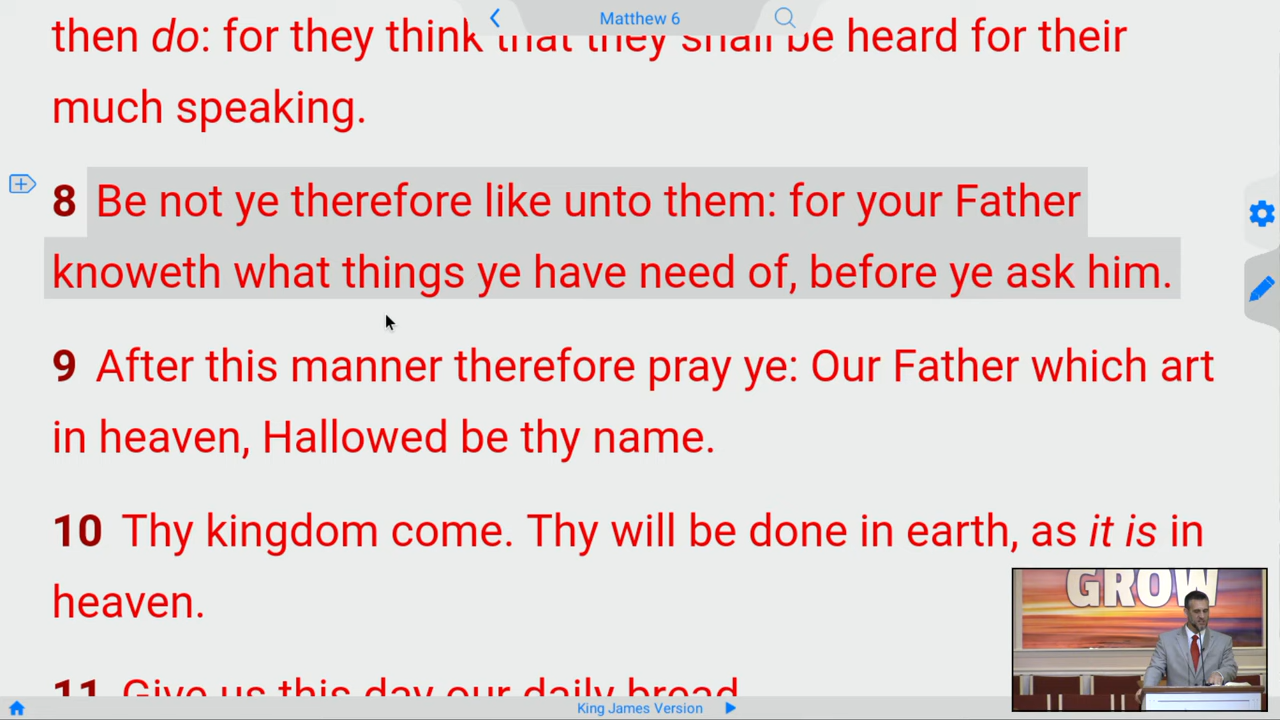 Matthew 6
then do: for they think that they shall be heard for their
much speaking.
8 Be not ye therefore like unto them: for your Father
knoweth what things ye have need of, before ye ask him.
9 After this manner therefore pray ye: Our Father which art
in heaven, Hallowed be thy name.
10 Thy kingdom come. Thy will be done in earth, as it is in
heaven.
GROW
11 Give us this day our daily bread
King James Version